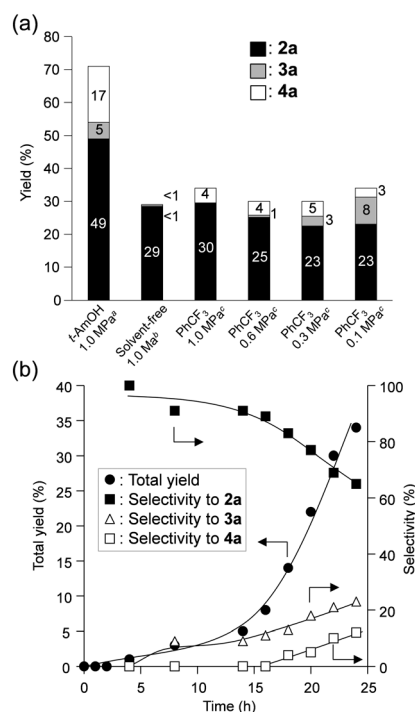 (a)
80
70
60
50
40
30
20
10
0
Yield (%)
: 2a
: 3a
: 4a
17
5
49
<1
<1
29
4
30
4
1
25
5
3
23
3
8
23
t-AmOH
1.0 MPaᵃ
Solvent-free
1.0 Maᵇ
PhCF₃
1.0 MPaᶜ
PhCF₃
0.6 MPaᶜ
PhCF₃
0.3 MPaᶜ
PhCF₃
0.1 MPaᶜ
(b)
40
35
30
25
20
15
10
5
0
Total yield (%)
: Total yield
: Selectivity to 2a
: Selectivity to 3a
: Selectivity to 4a
100
80
60
40
20
0
Selectivity (%)
0 5 10 15 20 25
Time (h)